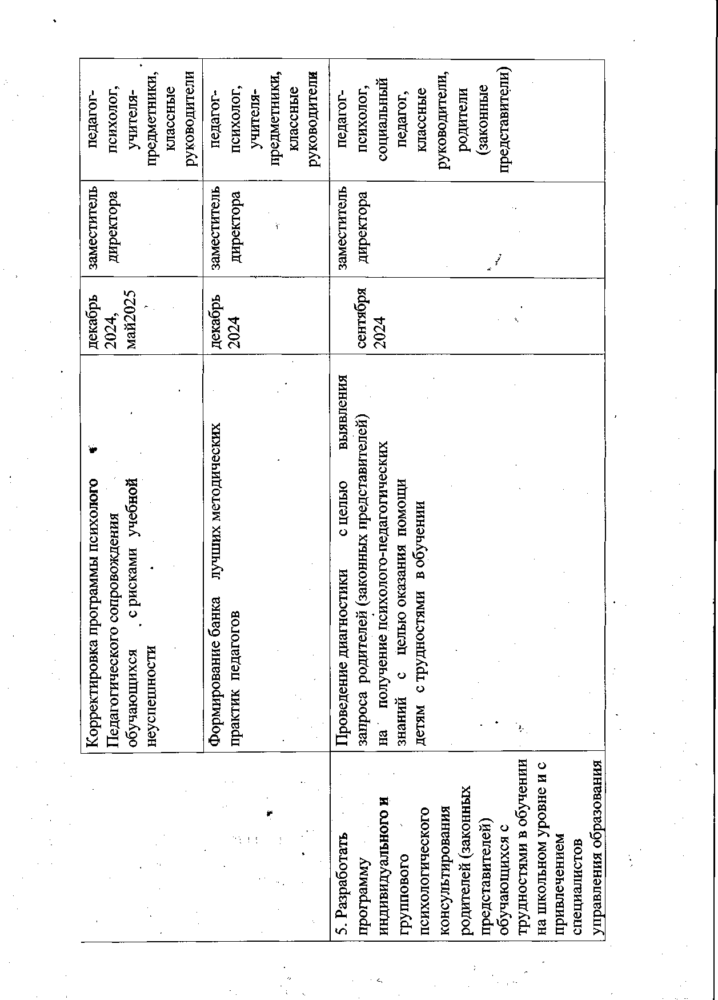 Корректировка программы психолого
Педагогического сопровождения
обучающихся с рисками учебной
неуспешности
декабрь
2024,
май2025
заместитель
директора
педагог-
психолог,
учителя-
предметники,
классные
руководители
Формирование банка лучших методических
практик педагогов
декабрь
2024
заместитель
директора
педагог-
психолог,
учителя-
предметники,
классные
руководители
5. Разработать
программу
индивидуального и
группового
психологического
консультирования
родителей (законных
представителей)
обучающихся с
трудностями в обучении
на школьном уровне и с
привлечением
специалистов
управления образования
Проведение диагностики с целью выявления
запроса родителей (законных представителей)
на получение психолого-педагогических
знаний с целью оказания помощи
детям с трудностями в обучении
сентября
2024
заместитель
директора
педагог-
психолог,
социальный
педагог,
классные
руководители,
родители
(законные
представители)